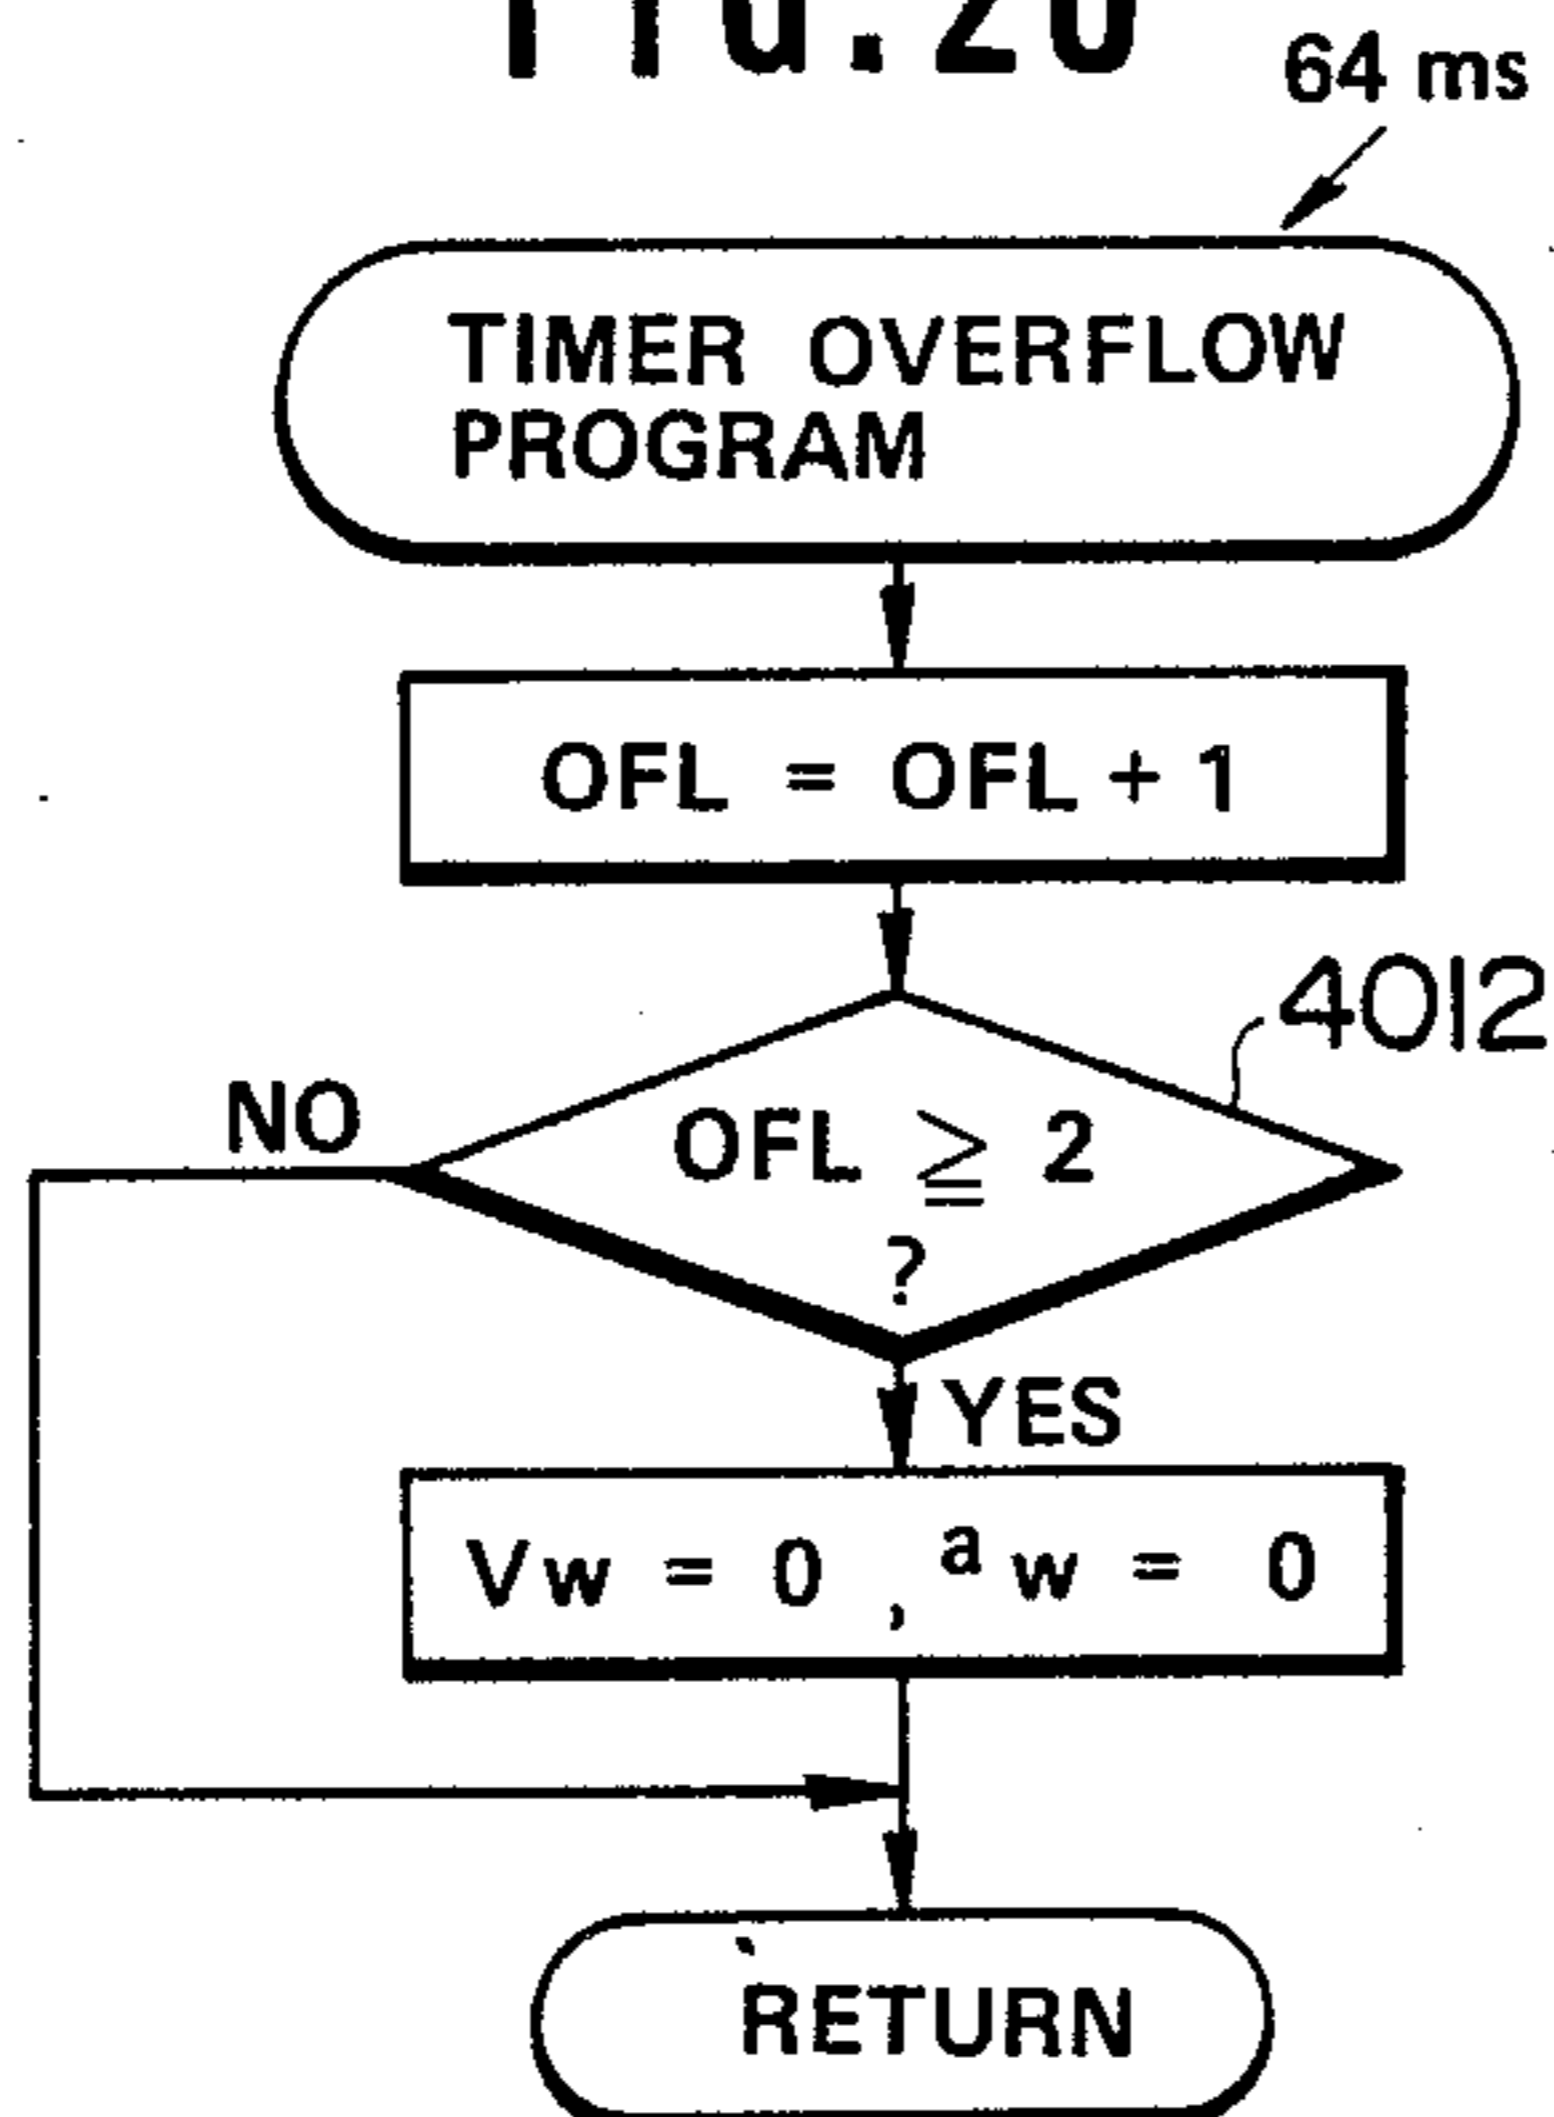 64 ms
TIMER OVERFLOW
PROGRAM
OFL = OFL + 1
4012
NO
OFL ≧ 2
?
YES
Vw = 0 , aw = 0
RETURN